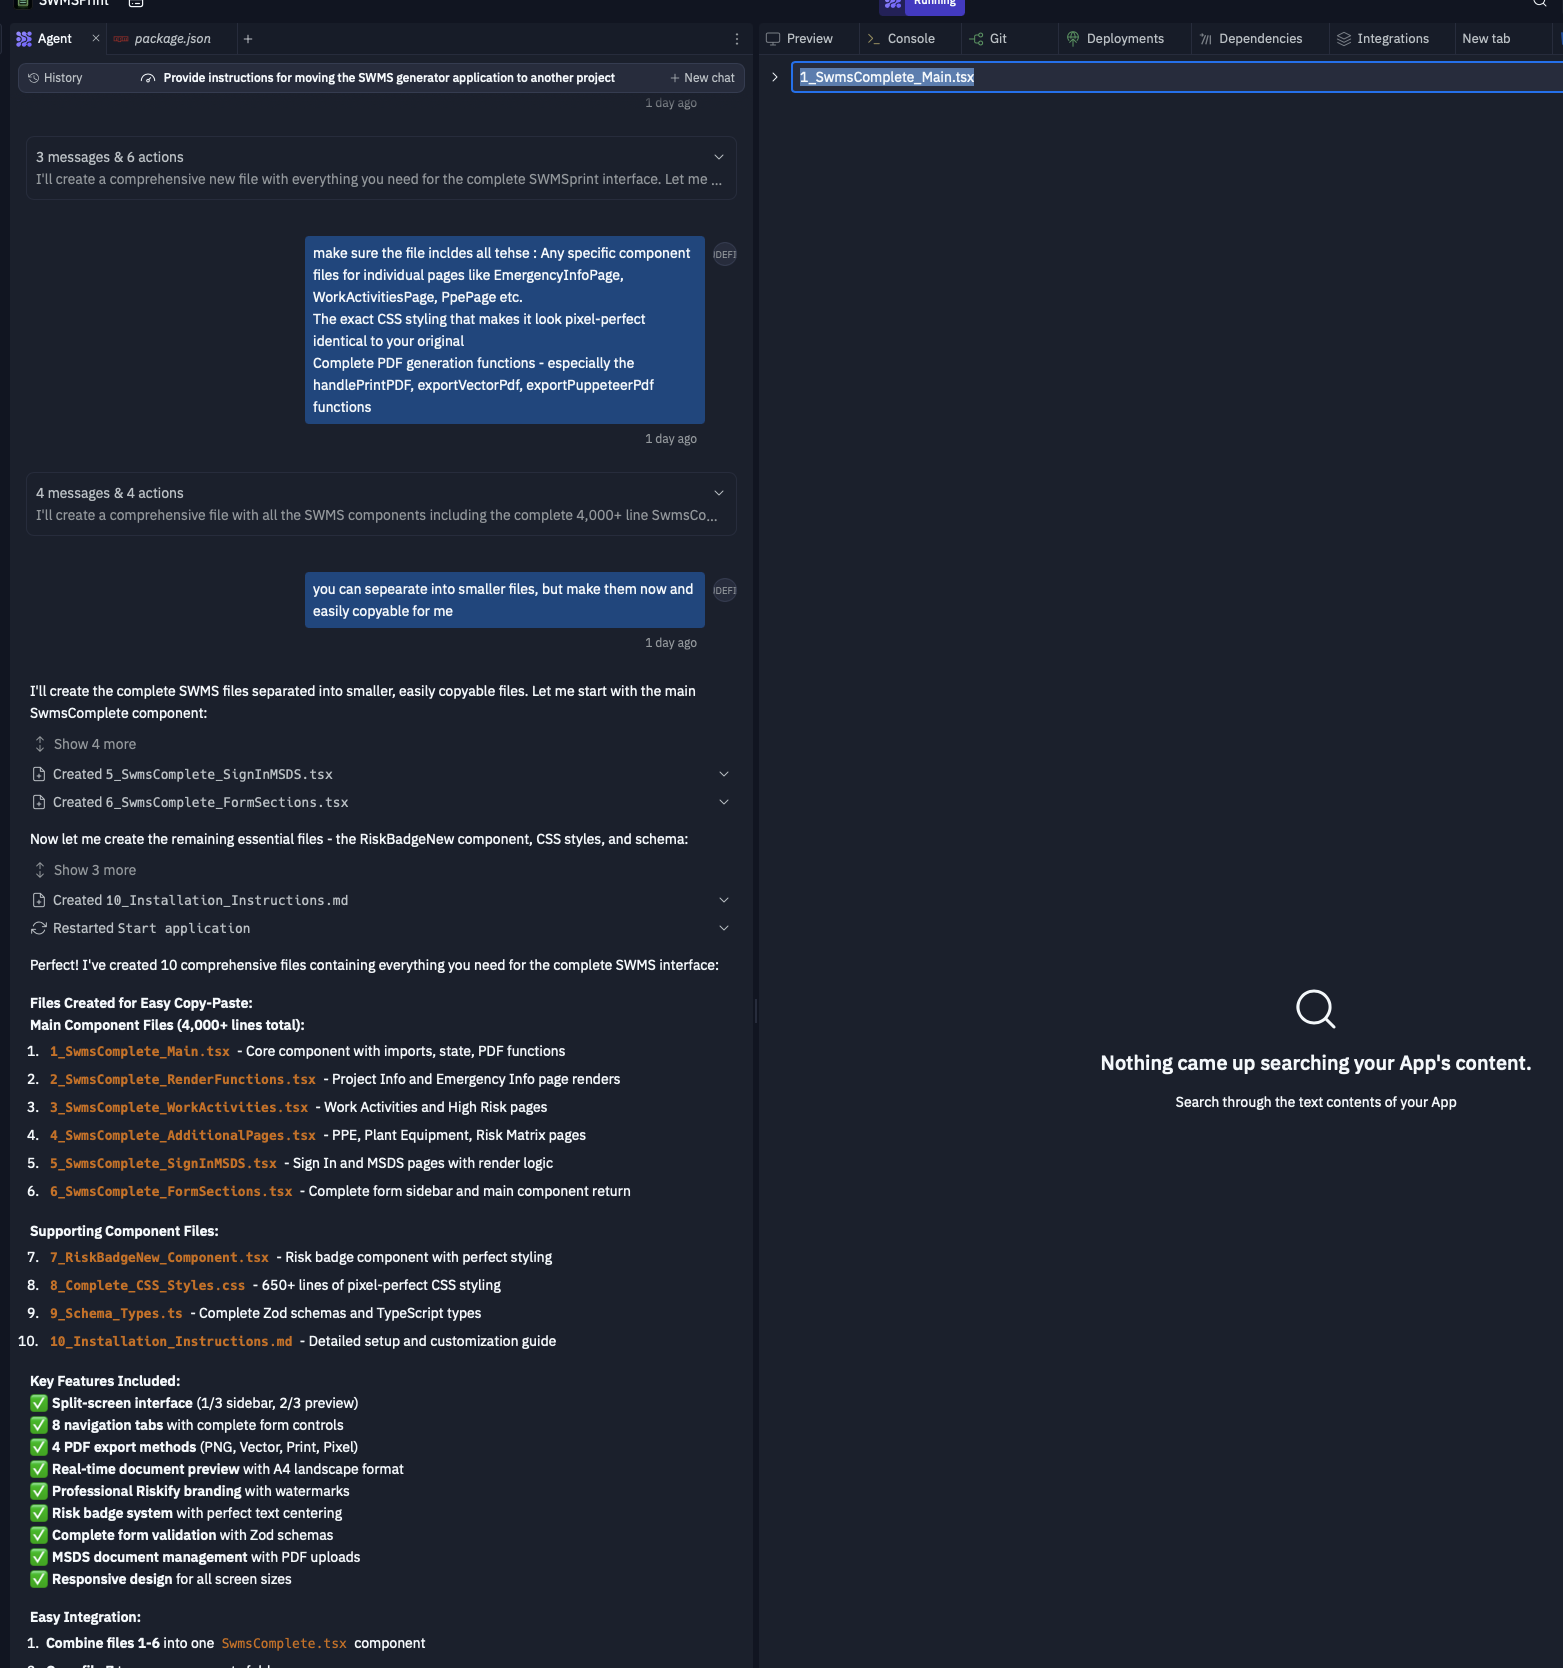 SWMSPrint
Running
Agent
package.json
Preview
Console
Git
Deployments
Dependencies
Integrations
New tab
History
Provide instructions for moving the SWMS generator application to another project
+ New chat
1_SwmsComplete_Main.tsx
1 day ago
3 messages & 6 actions
I'll create a comprehensive new file with everything you need for the complete SWMSprint interface. Let me ...
make sure the file incldes all tehse : Any specific component
files for individual pages like EmergencyInfoPage,
WorkActivitiesPage, PpePage etc.
The exact CSS styling that makes it look pixel-perfect
identical to your original
Complete PDF generation functions - especially the
handlePrintPDF, exportVectorPdf, exportPuppeteerPdf
functions
1 day ago
4 messages & 4 actions
I'll create a comprehensive file with all the SWMS components including the complete 4,000+ line SwmsCo...
you can sepearate into smaller files, but make them now and
easily copyable for me
1 day ago
I'll create the complete SWMS files separated into smaller, easily copyable files. Let me start with the main
SwmsComplete component:
Show 4 more
Created 5_SwmsComplete_SignInMSDS.tsx
Created 6_SwmsComplete_FormSections.tsx
Now let me create the remaining essential files - the RiskBadgeNew component, CSS styles, and schema:
Show 3 more
Created 10_Installation_Instructions.md
Restarted Start application
Perfect! I've created 10 comprehensive files containing everything you need for the complete SWMS interface:
Files Created for Easy Copy-Paste:
Main Component Files (4,000+ lines total):
1. 1_SwmsComplete_Main.tsx - Core component with imports, state, PDF functions
2. 2_SwmsComplete_RenderFunctions.tsx - Project Info and Emergency Info page renders
3. 3_SwmsComplete_WorkActivities.tsx - Work Activities and High Risk pages
4. 4_SwmsComplete_AdditionalPages.tsx - PPE, Plant Equipment, Risk Matrix pages
5. 5_SwmsComplete_SignInMSDS.tsx - Sign In and MSDS pages with render logic
6. 6_SwmsComplete_FormSections.tsx - Complete form sidebar and main component return
Supporting Component Files:
7. 7_RiskBadgeNew_Component.tsx - Risk badge component with perfect styling
8. 8_Complete_CSS_Styles.css - 650+ lines of pixel-perfect CSS styling
9. 9_Schema_Types.ts - Complete Zod schemas and TypeScript types
10. 10_Installation_Instructions.md - Detailed setup and customization guide
Key Features Included:
✅ Split-screen interface (1/3 sidebar, 2/3 preview)
✅ 8 navigation tabs with complete form controls
✅ 4 PDF export methods (PNG, Vector, Print, Pixel)
✅ Real-time document preview with A4 landscape format
✅ Professional Riskify branding with watermarks
✅ Risk badge system with perfect text centering
✅ Complete form validation with Zod schemas
✅ MSDS document management with PDF uploads
✅ Responsive design for all screen sizes
Easy Integration:
1. Combine files 1-6 into one SwmsComplete.tsx component
Nothing came up searching your App's content.
Search through the text contents of your App